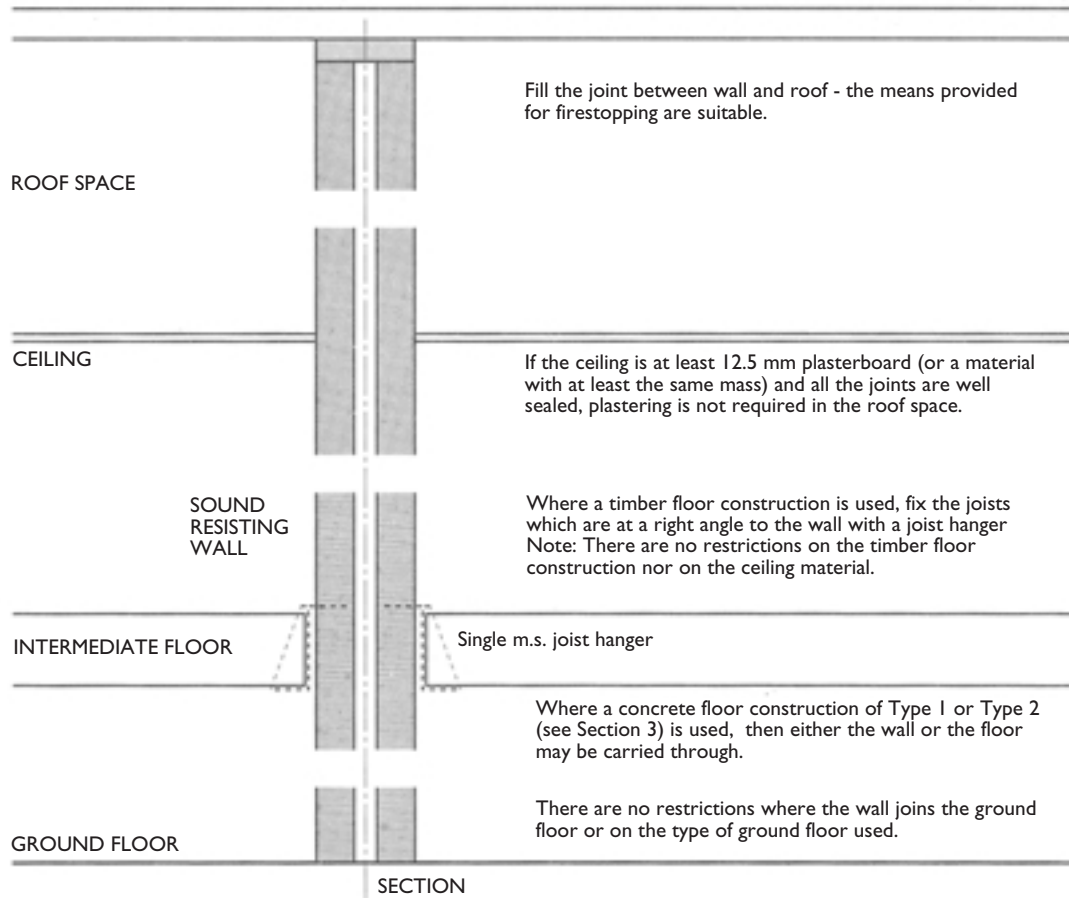 Fill the joint between wall and roof - the means provided
for firestopping are suitable.
ROOF SPACE
CEILING
If the ceiling is at least 12.5 mm plasterboard (or a material
with at least the same mass) and all the joints are well
sealed, plastering is not required in the roof space.
SOUND
RESISTING
WALL
Where a timber floor construction is used, fix the joists
which are at a right angle to the wall with a joist hanger
Note: There are no restrictions on the timber floor
construction nor on the ceiling material.
INTERMEDIATE FLOOR
Single m.s. joist hanger
Where a concrete floor construction of Type 1 or Type 2
(see Section 3) is used, then either the wall or the floor
may be carried through.
There are no restrictions where the wall joins the ground
floor or on the type of ground floor used.
GROUND FLOOR
SECTION